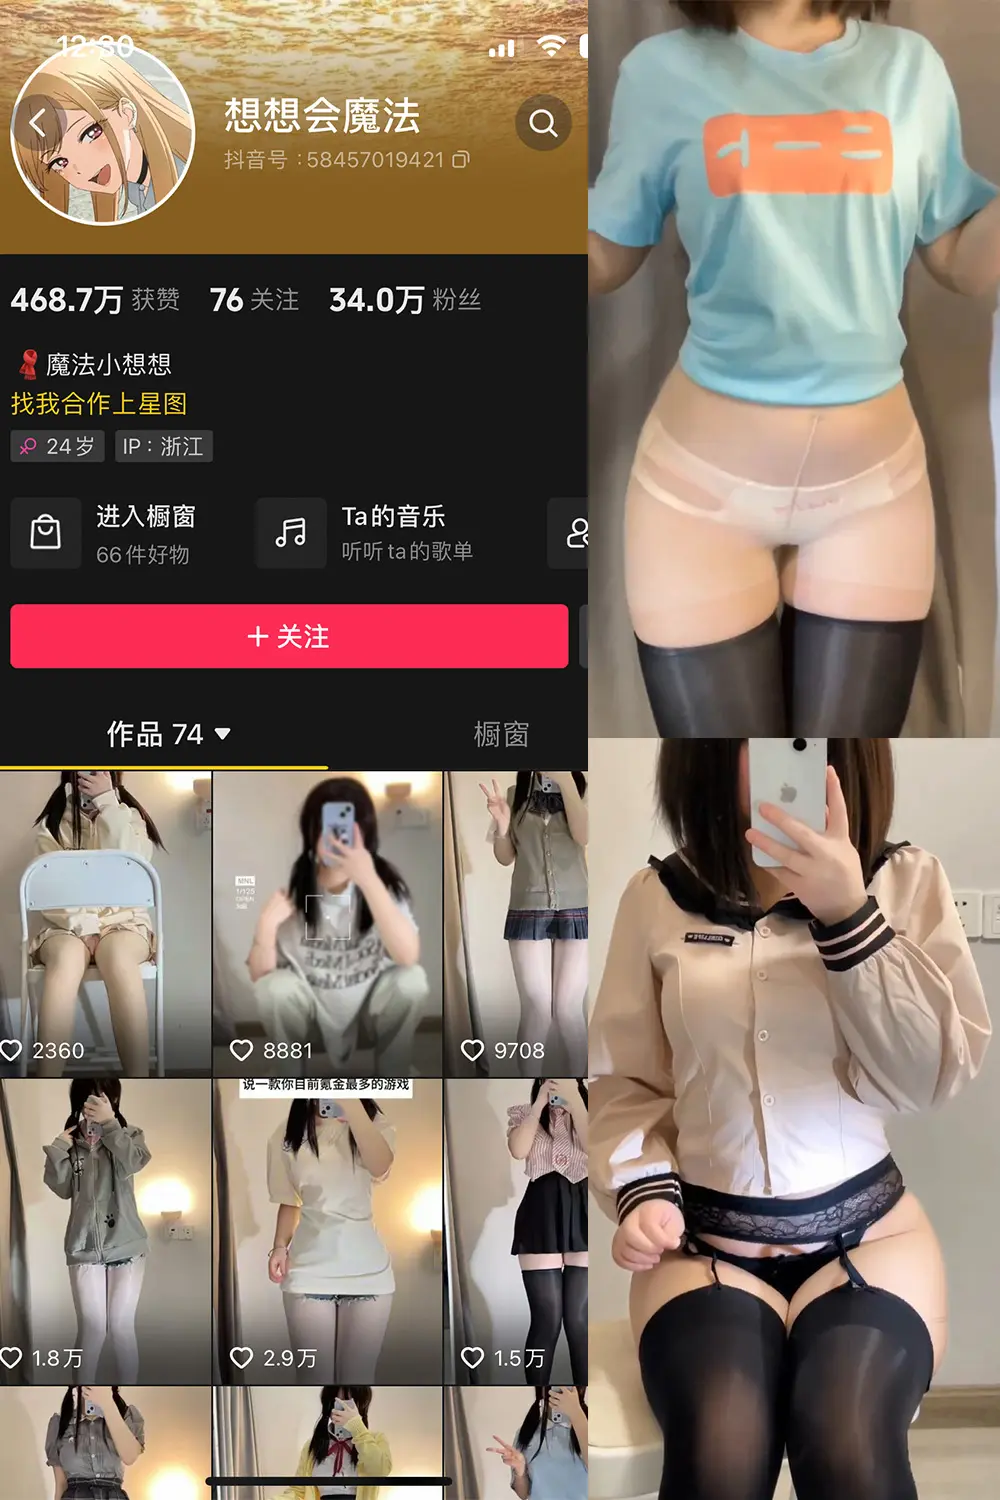 12:30
想想会魔法
抖音号：58457019421
468.7万 获赞 76 关注 34.0万 粉丝
魔法小想想
找我合作上星图
24岁 IP：浙江
进入橱窗
66件好物
Ta的音乐
听听ta的歌单
+ 关注
作品 74
橱窗
MNL
1/125
2360
8881
9708
说一款你目前氪金最多的游戏
1.8万
2.9万
1.5万